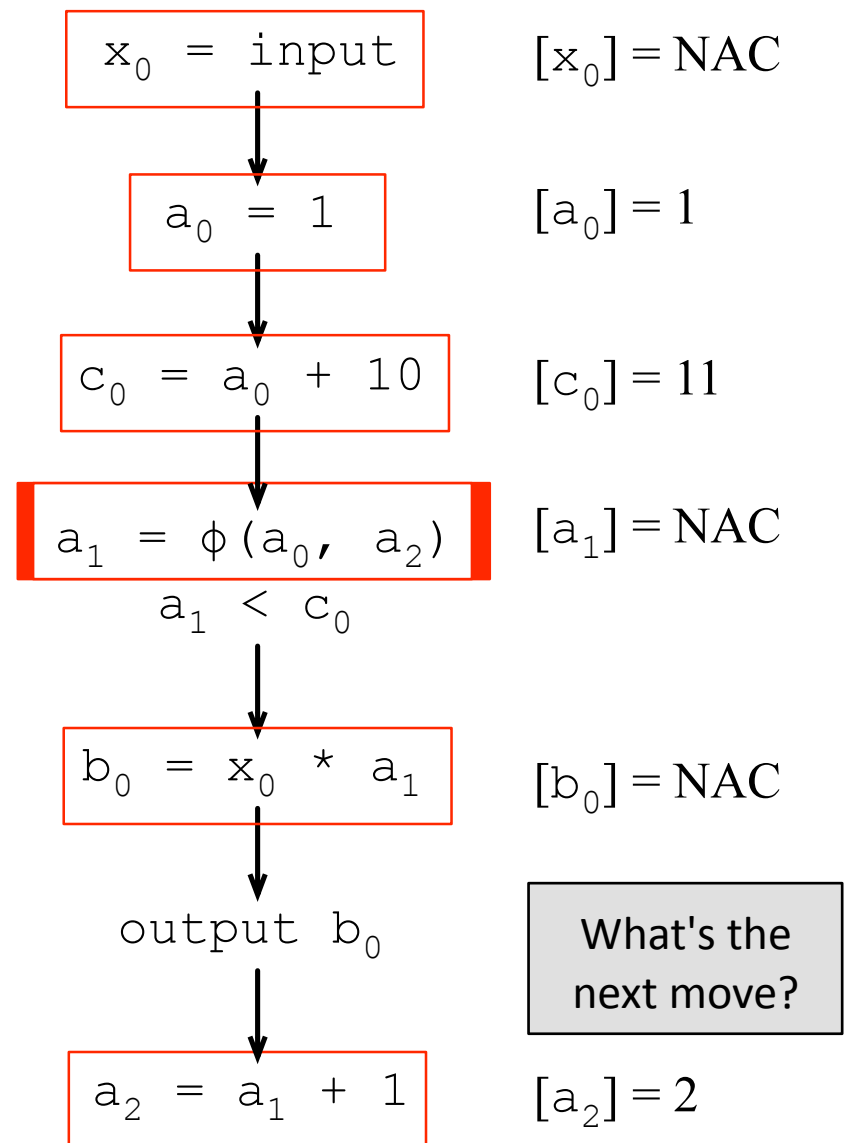 x₀ = input [x₀] = NAC
a₀ = 1 [a₀] = 1
c₀ = a₀ + 10 [c₀] = 11
a₁ = ϕ(a₀, a₂) [a₁] = NAC
a₁ < c₀
b₀ = x₀ * a₁ [b₀] = NAC
output b₀
What's the
next move?
a₂ = a₁ + 1 [a₂] = 2